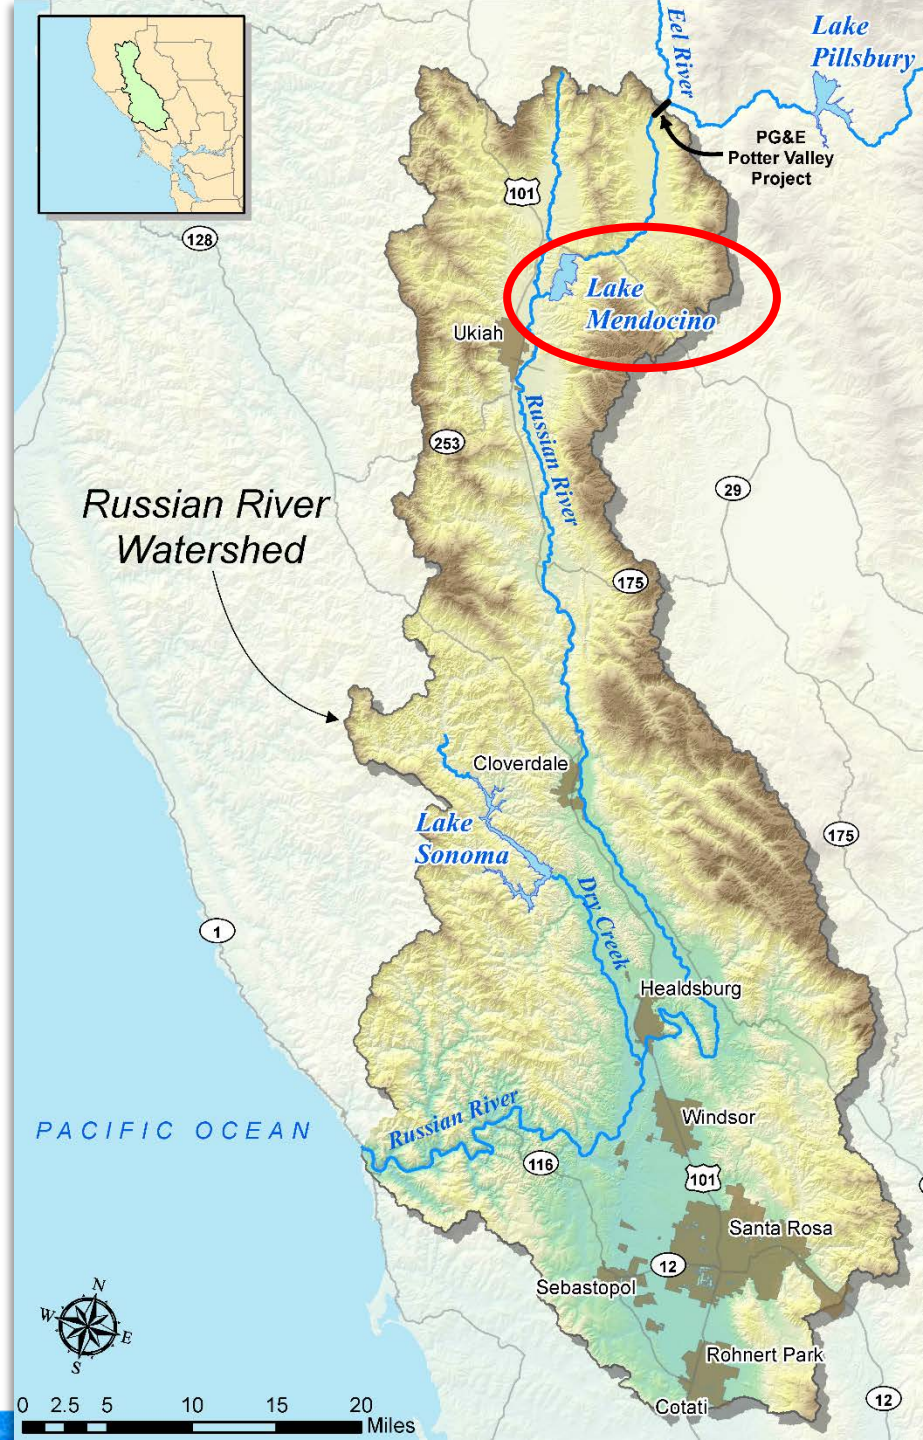 Eel River
Lake
Pillsbury
PG&E
Potter Valley
Project
101
128
Lake
Mendocino
Ukiah
Russian River
253
29
Russian River
Watershed
175
Cloverdale
Lake
Sonoma
175
Dry Creek
1
Healdsburg
Windsor
PACIFIC OCEAN
Russian River
116
101
Santa Rosa
12
Sebastopol
N
W
E
S
Rohnert Park
Cotati
12
0 2.5 5 10 15 20
Miles